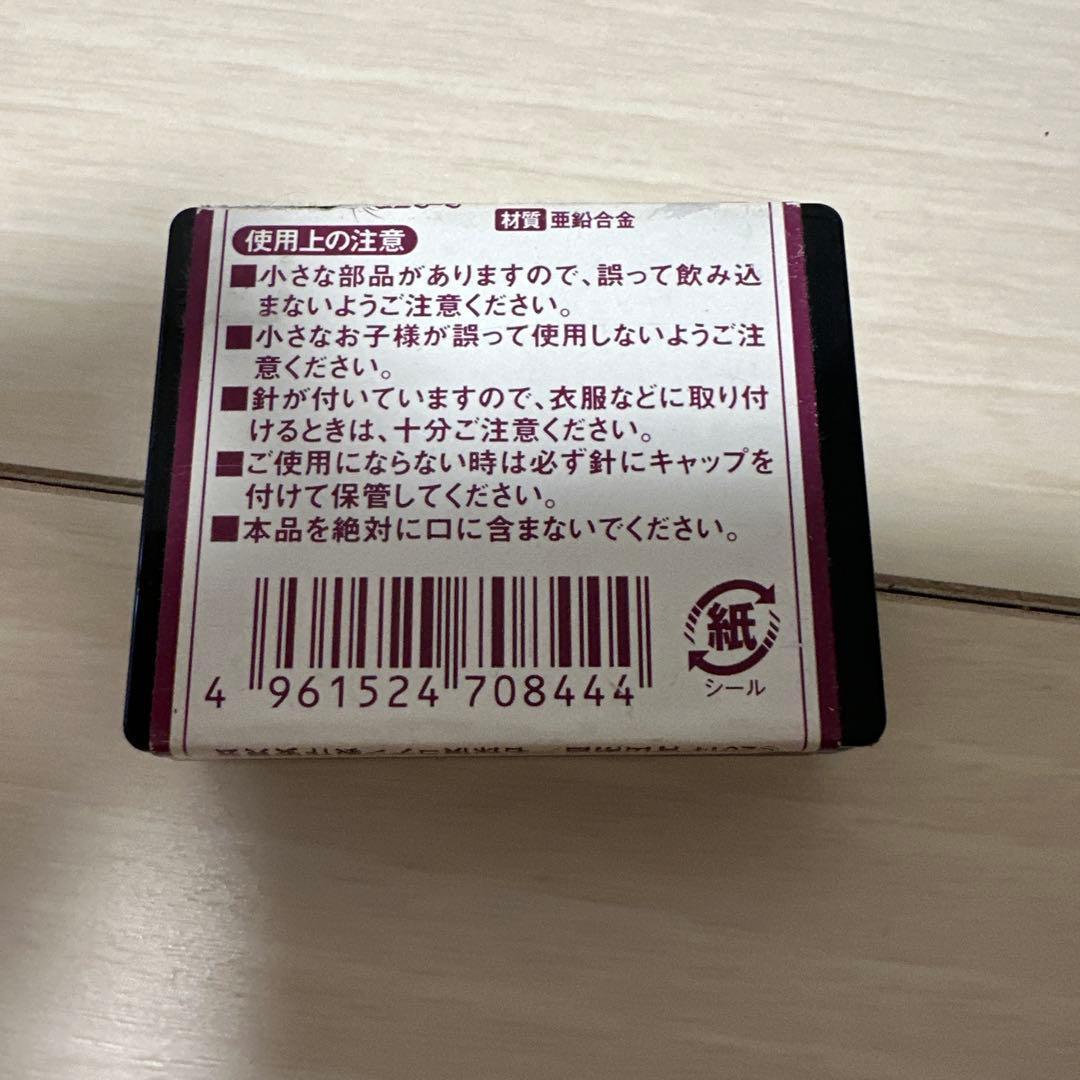 材質 亜鉛合金
使用上の注意
■小さな部品がありますので、誤って飲み込
まないようご注意ください。
■小さなお子様が誤って使用しないようご注
意ください。
■針が付いていますので、衣服などに取り付
けるときは、十分ご注意ください。
■ご使用にならない時は必ず針にキャップを
付けて保管してください。
■本品を絶対に口に含まないでください。
紙
シール
4 961524 708444